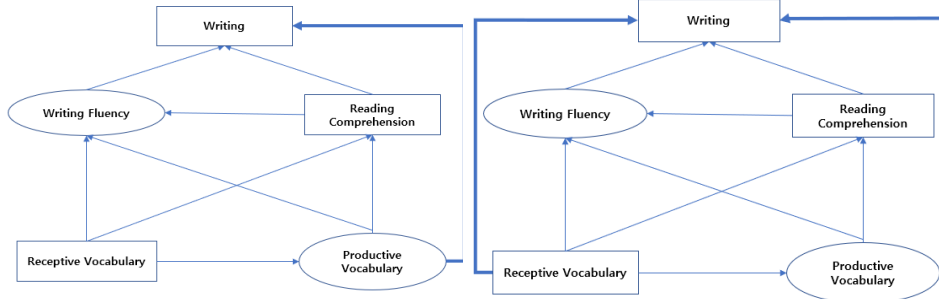 Writing
Writing Fluency
Reading
Comprehension
Receptive Vocabulary
Productive
Vocabulary
Writing
Writing Fluency
Reading
Comprehension
Receptive Vocabulary
Productive
Vocabulary